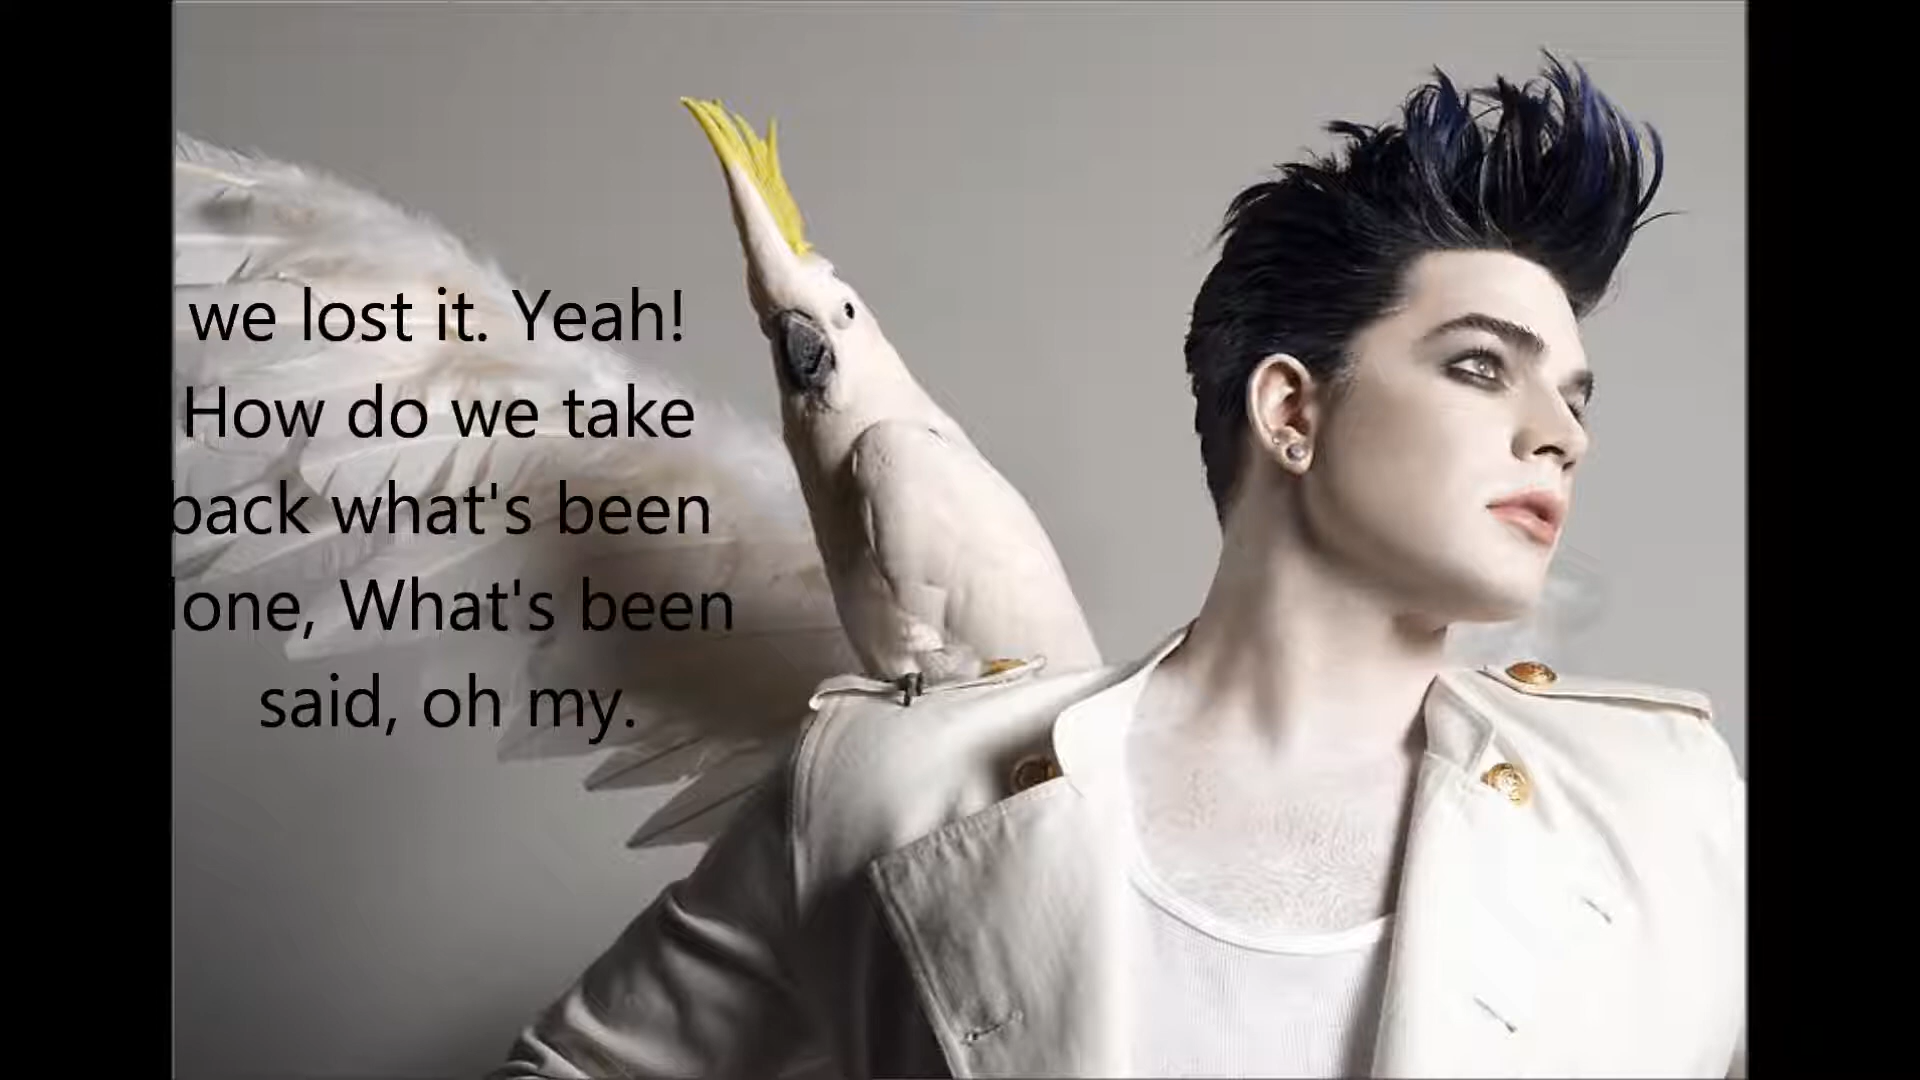 we lost it. Yeah!
How do we take
back what's been
one, What's been
said, oh my.